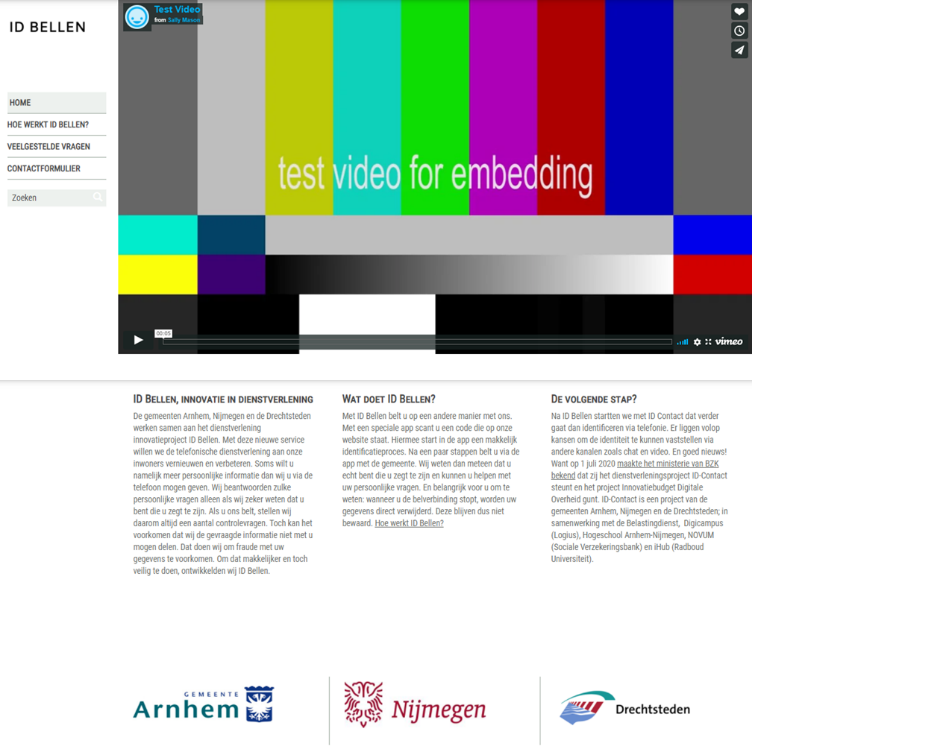 ID BELLEN
HOME
HOE WERKT ID BELLEN?
VEELGESTELDE VRAGEN
CONTACTFORMULIER
Zoeken
Test Video
from Sally Mason
test video for embedding
00:05
vimeo
ID BELLEN, INNOVATIE IN DIENSTVERLENING
De gemeenten Arnhem, Nijmegen en de Drechtsteden
werken samen aan het dienstverlening
innovatieproject ID Bellen. Met deze nieuwe service
willen we de telefonische dienstverlening aan onze
inwoners vernieuwen en verbeteren. Soms wilt u
namelijk meer persoonlijke informatie dan wij u via de
telefoon mogen geven. Wij beantwoorden zulke
persoonlijke vragen alleen als wij zeker weten dat u
bent die u zegt te zijn. Als u ons belt, stellen wij
daarom altijd een aantal controlevragen. Toch kan het
voorkomen dat wij de gevraagde informatie niet met u
mogen delen. Dat doen wij om fraude met uw
gegevens te voorkomen. Om dat makkelijker en toch
veilig te doen, ontwikkelden wij ID Bellen.
WAT DOET ID BELLEN?
Met ID Bellen belt u op een andere manier met ons.
Met een speciale app scant u een code die op onze
website staat. Hiermee start in de app een makkelijk
identificatieproces. Na een paar stappen belt u via de
app met de gemeente. Wij weten dan meteen dat u
echt bent die u zegt te zijn en kunnen u helpen met
uw persoonlijke vragen. En belangrijk voor u om te
weten: wanneer u de belverbinding stopt, worden uw
gegevens direct verwijderd. Deze blijven dus niet
bewaard. Hoe werkt ID Bellen?
DE VOLGENDE STAP?
Na ID Bellen startten we met ID Contact dat verder
gaat dan identificeren via telefonie. Er liggen volop
kansen om de identiteit te kunnen vaststellen via
andere kanalen zoals chat en video. En goed nieuws!
Want op 1 juli 2020 maakte het ministerie van BZK
bekend dat zij het dienstverleningsproject ID-Contact
steunt en het project Innovatiebudget Digitale
Overheid gunt. ID-Contact is een project van de
gemeenten Arnhem, Nijmegen en de Drechtsteden; in
samenwerking met de Belastingdienst, Digicampus
(Logius), Hogeschool Arnhem-Nijmegen, NOVUM
(Sociale Verzekeringsbank) en iHub (Radboud
Universiteit).
GEMEENTE
Arnhem
Nijmegen
Drechtsteden